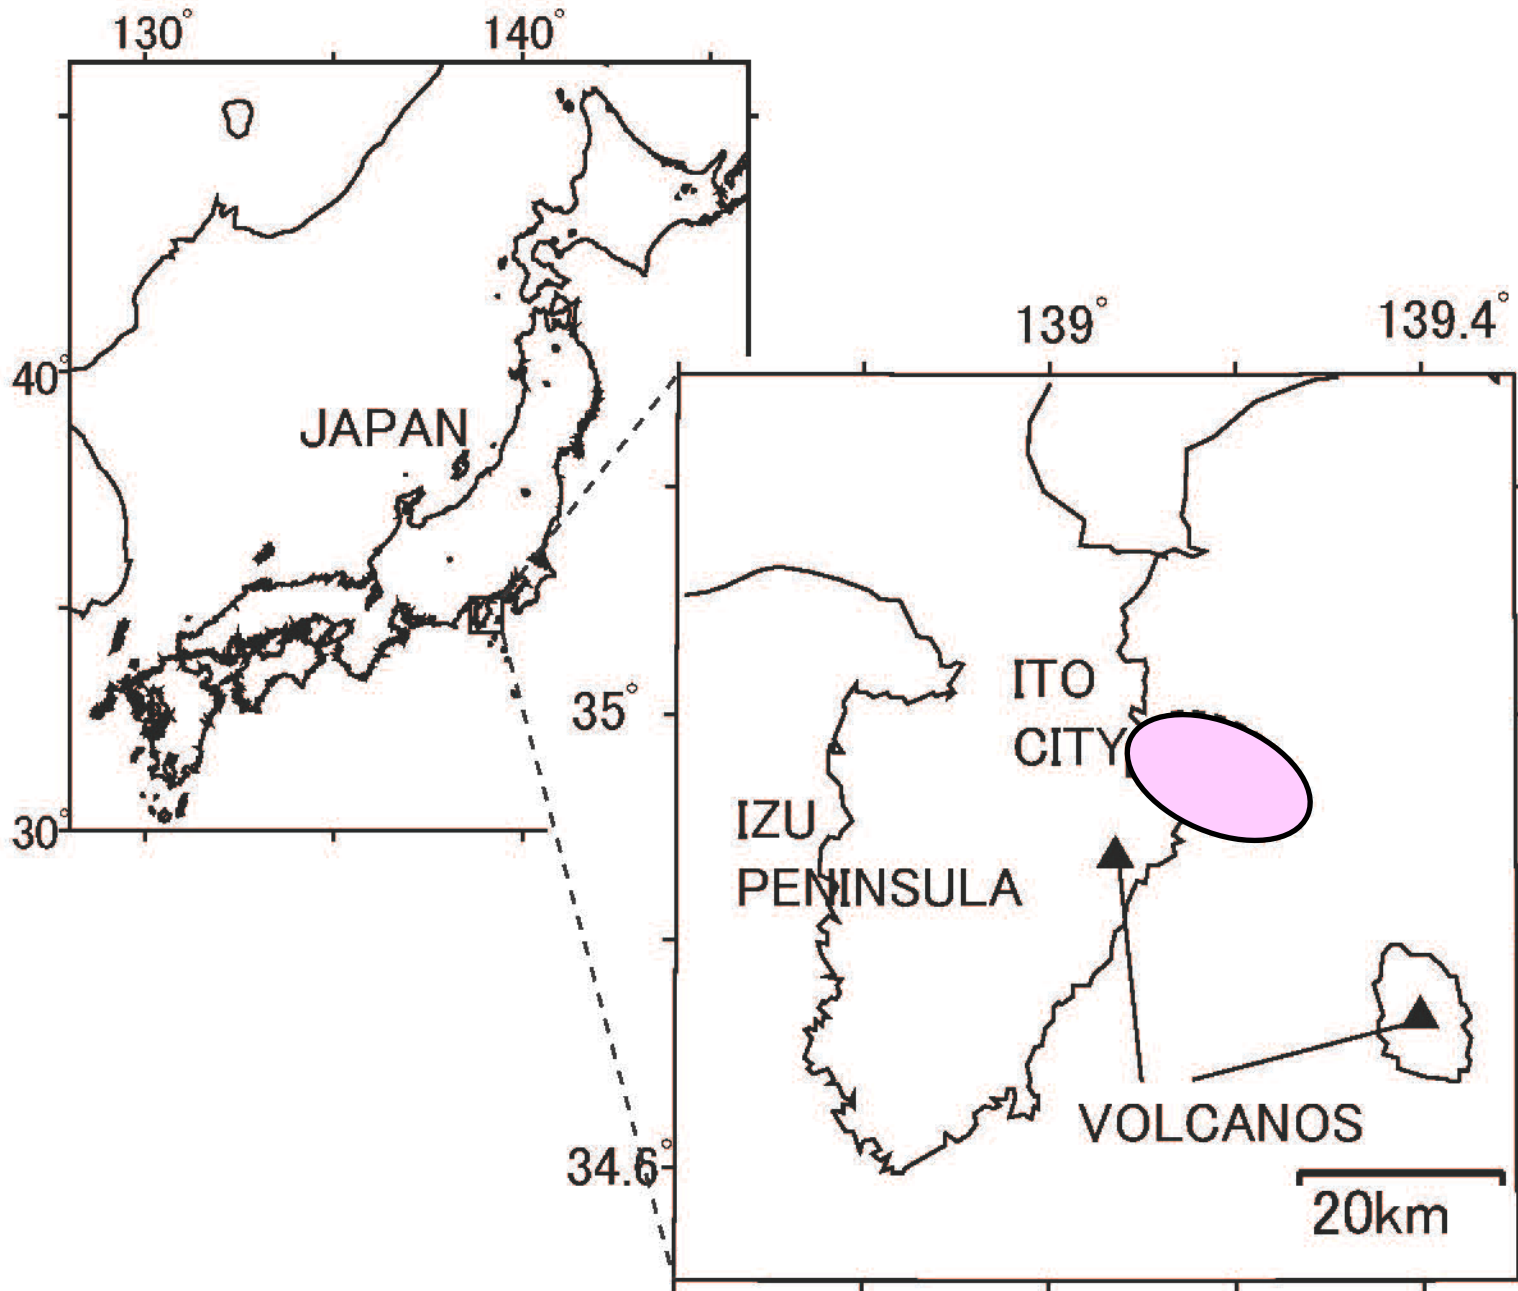 130°
140°
40°
JAPAN
30°
139°
139.4°
35°
34.6°
ITO
CITY
IZU
PENINSULA
VOLCANOS
20km